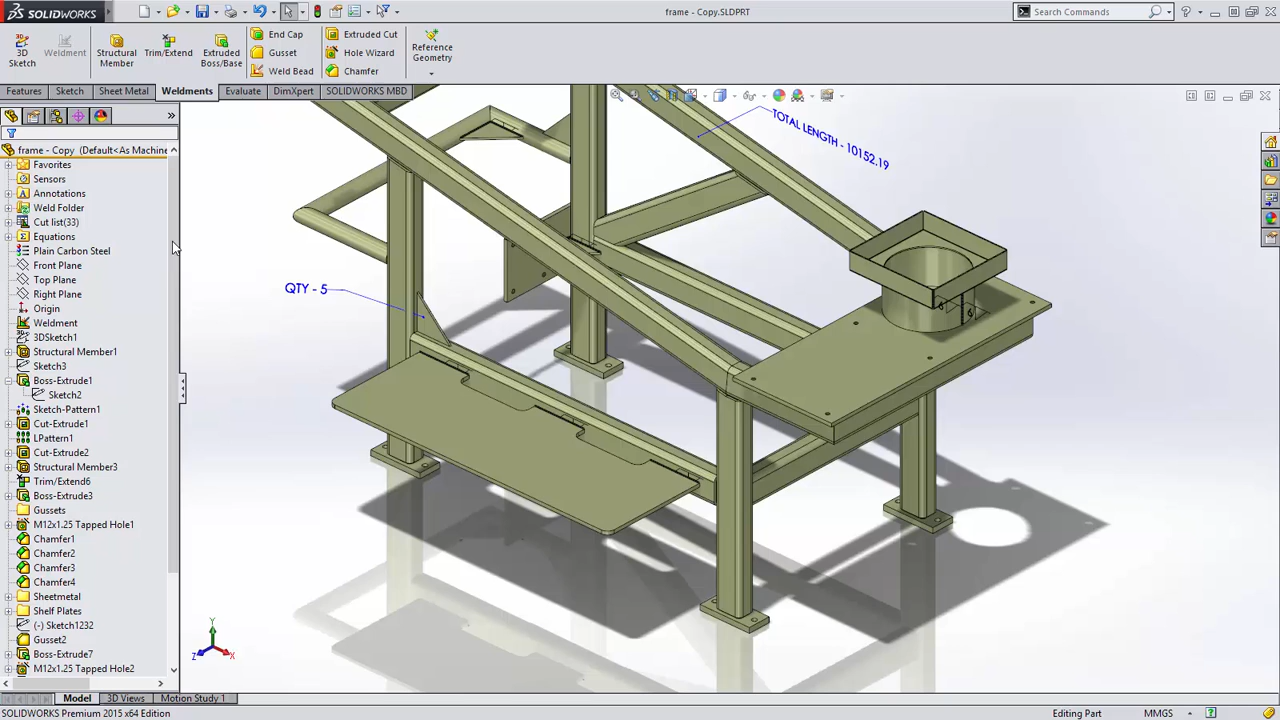 SOLIDWORKS
frame - Copy.SLDPRT
Search Commands
3D Sketch
Weldment
Structural Member
Trim/Extend
Extruded Boss/Base
End Cap
Gusset
Weld Bead
Extruded Cut
Hole Wizard
Chamfer
Reference Geometry
Features
Sketch
Sheet Metal
Weldments
Evaluate
DimXpert
SOLIDWORKS MBD
frame - Copy (Default<As Machine
Favorites
Sensors
Annotations
Weld Folder
Cut list(33)
Equations
Plain Carbon Steel
Front Plane
Top Plane
Right Plane
Origin
Weldment
3DSketch1
Structural Member1
Sketch3
Boss-Extrude1
Sketch2
Sketch-Pattern1
Cut-Extrude1
LPattern1
Cut-Extrude2
Structural Member3
Trim/Extend6
Boss-Extrude3
Gussets
M12x1.25 Tapped Hole1
Chamfer1
Chamfer2
Chamfer3
Chamfer4
Sheetmetal
Shelf Plates
(-) Sketch1232
Gusset2
Boss-Extrude7
M12x1.25 Tapped Hole2
TOTAL LENGTH - 10152.19
QTY - 5
6
6
Y
Z
X
Model
3D Views
Motion Study 1
SOLIDWORKS Premium 2015 x64 Edition
Editing Part
MMGS